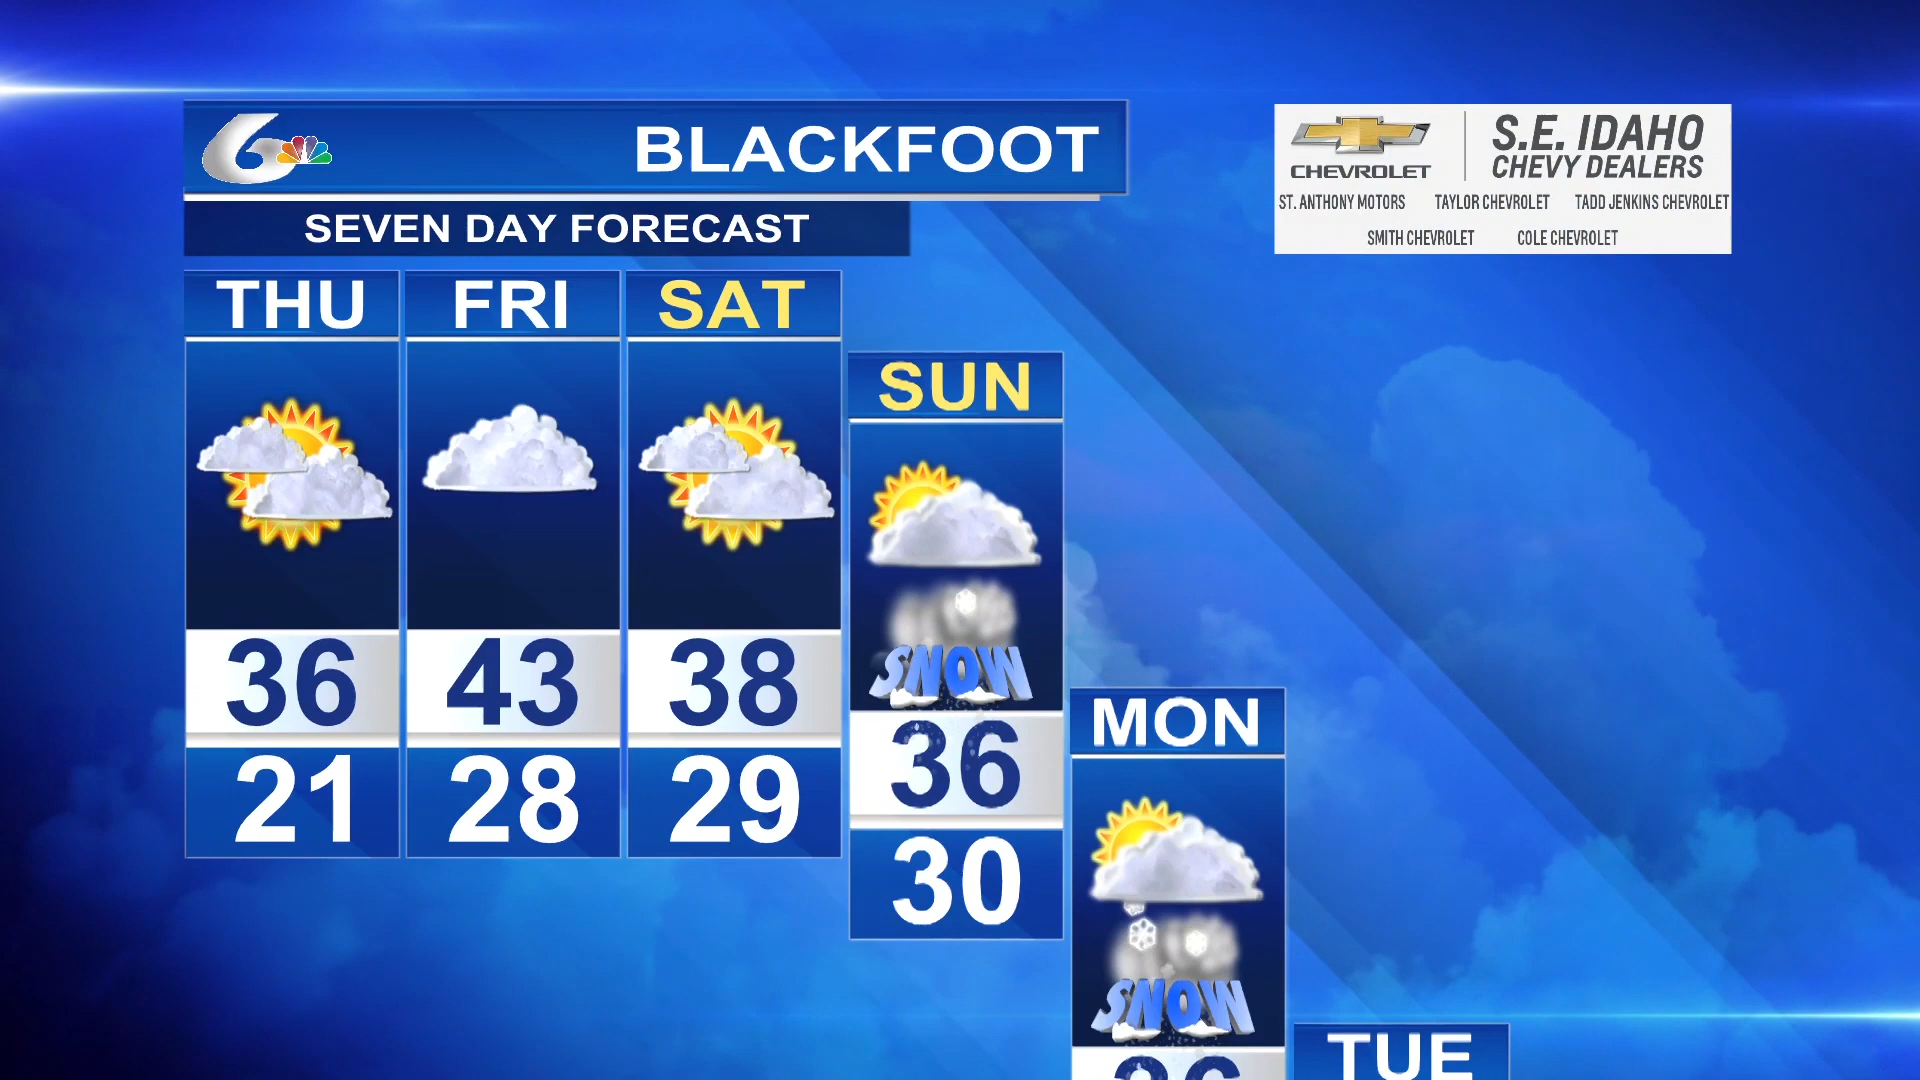 6
BLACKFOOT
SEVEN DAY FORECAST
CHEVROLET
S.E. IDAHO
CHEVY DEALERS
ST. ANTHONY MOTORS TAYLOR CHEVROLET TADD JENKINS CHEVROLET
SMITH CHEVROLET COLE CHEVROLET
THU
36
21
FRI
43
28
SAT
38
29
SUN
SNOW
36
30
MON
SNOW
TUE